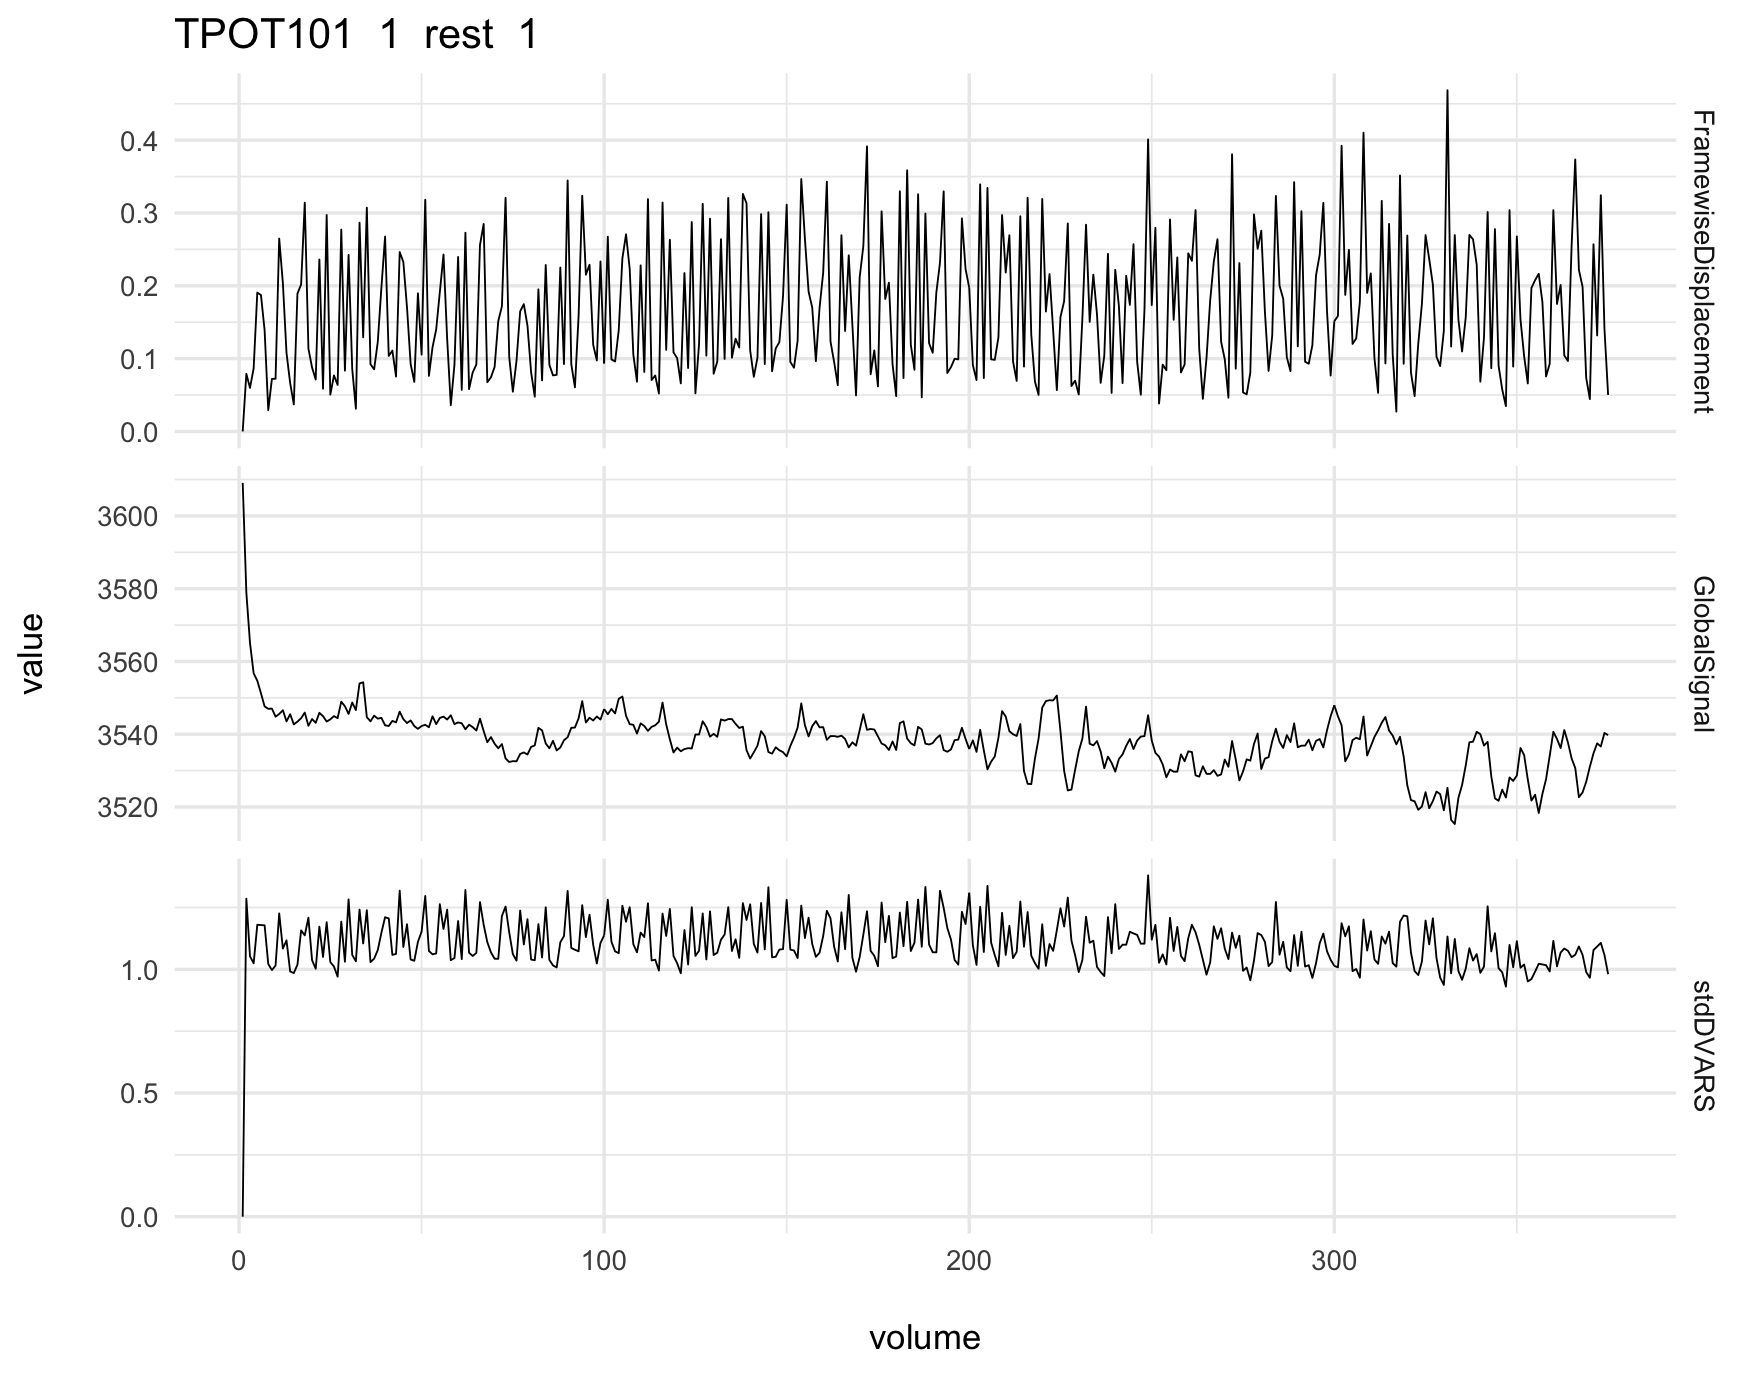 TPOT101 1 rest 1
0.4
0.3
0.2
0.1
0.0
FramewiseDisplacement
3600
3580
3560
3540
3520
GlobalSignal
value
1.0
0.5
0.0
stdDVARS
0 100 200 300
volume